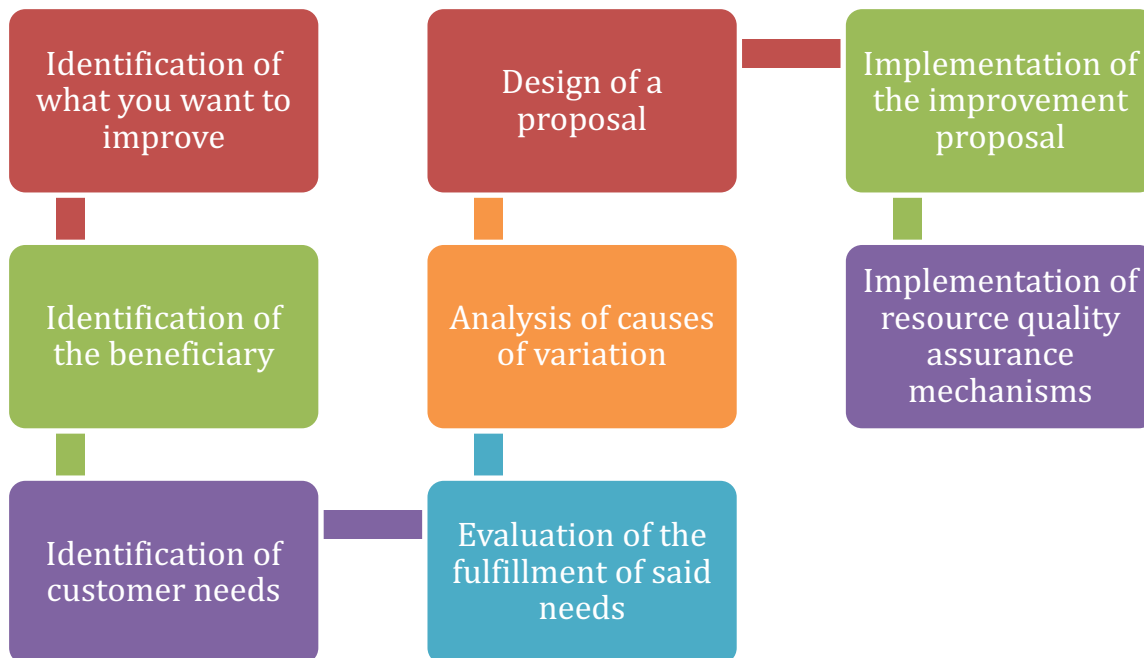 Identification of
what you want to
improve
Identification of
the beneficiary
Identification of
customer needs
Evaluation of the
fulfillment of said
needs
Analysis of causes
of variation
Design of a
proposal
Implementation of
the improvement
proposal
Implementation of
resource quality
assurance
mechanisms